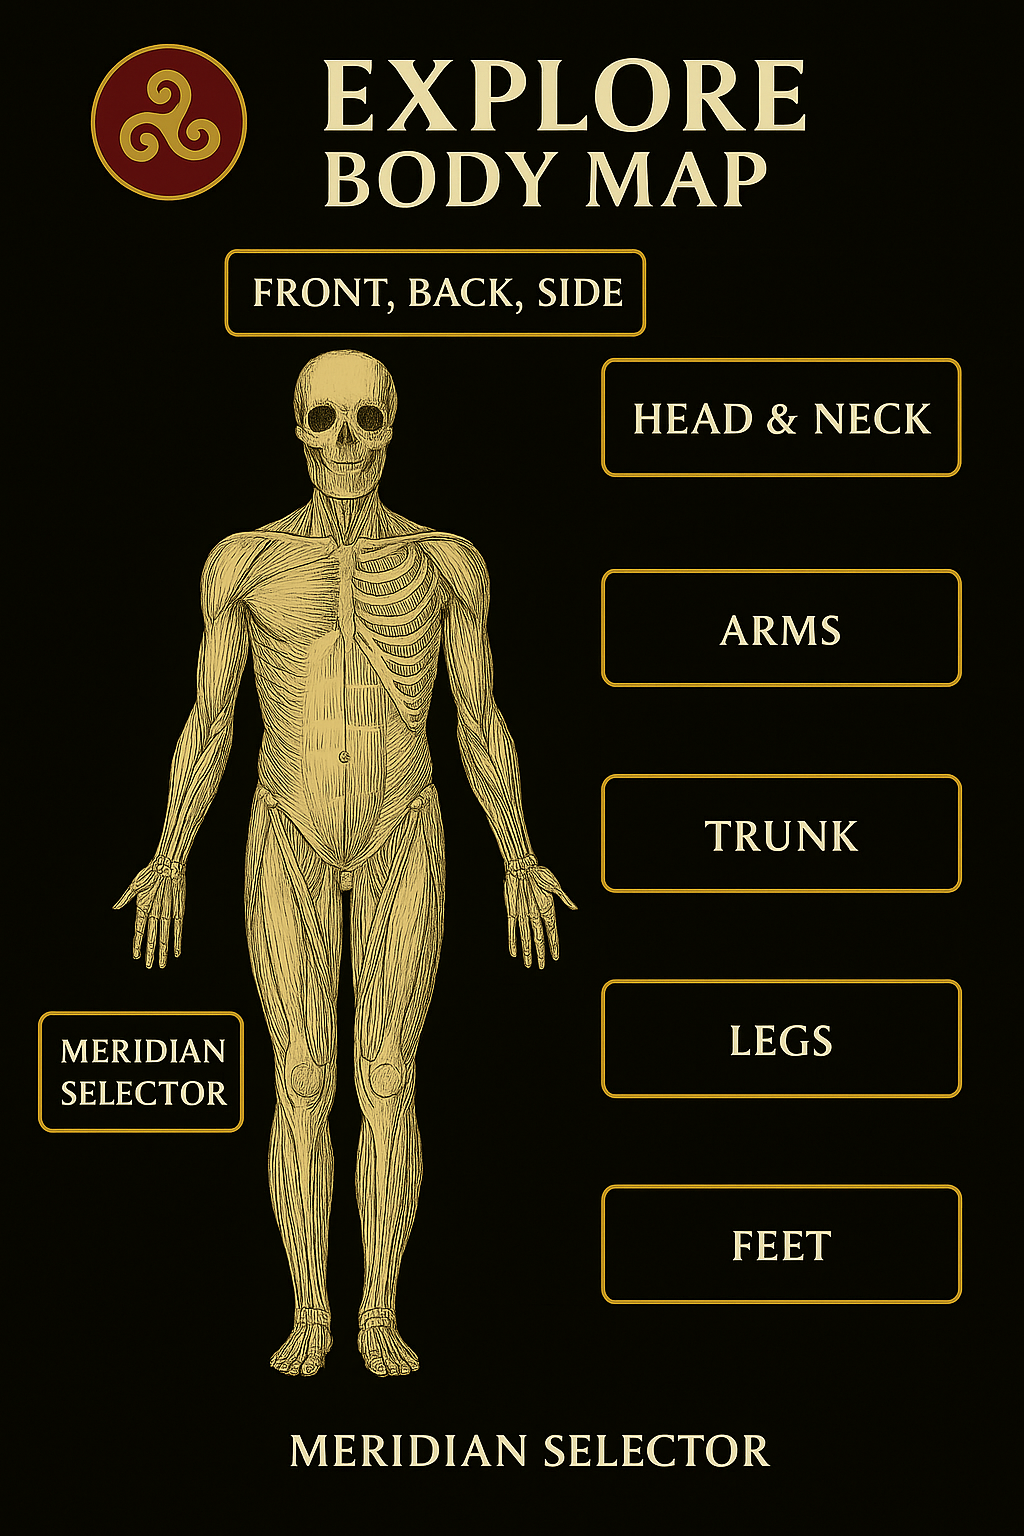 EXPLORE
BODY MAP
FRONT, BACK, SIDE
HEAD & NECK
ARMS
TRUNK
LEGS
MERIDIAN
SELECTOR
FEET
MERIDIAN SELECTOR